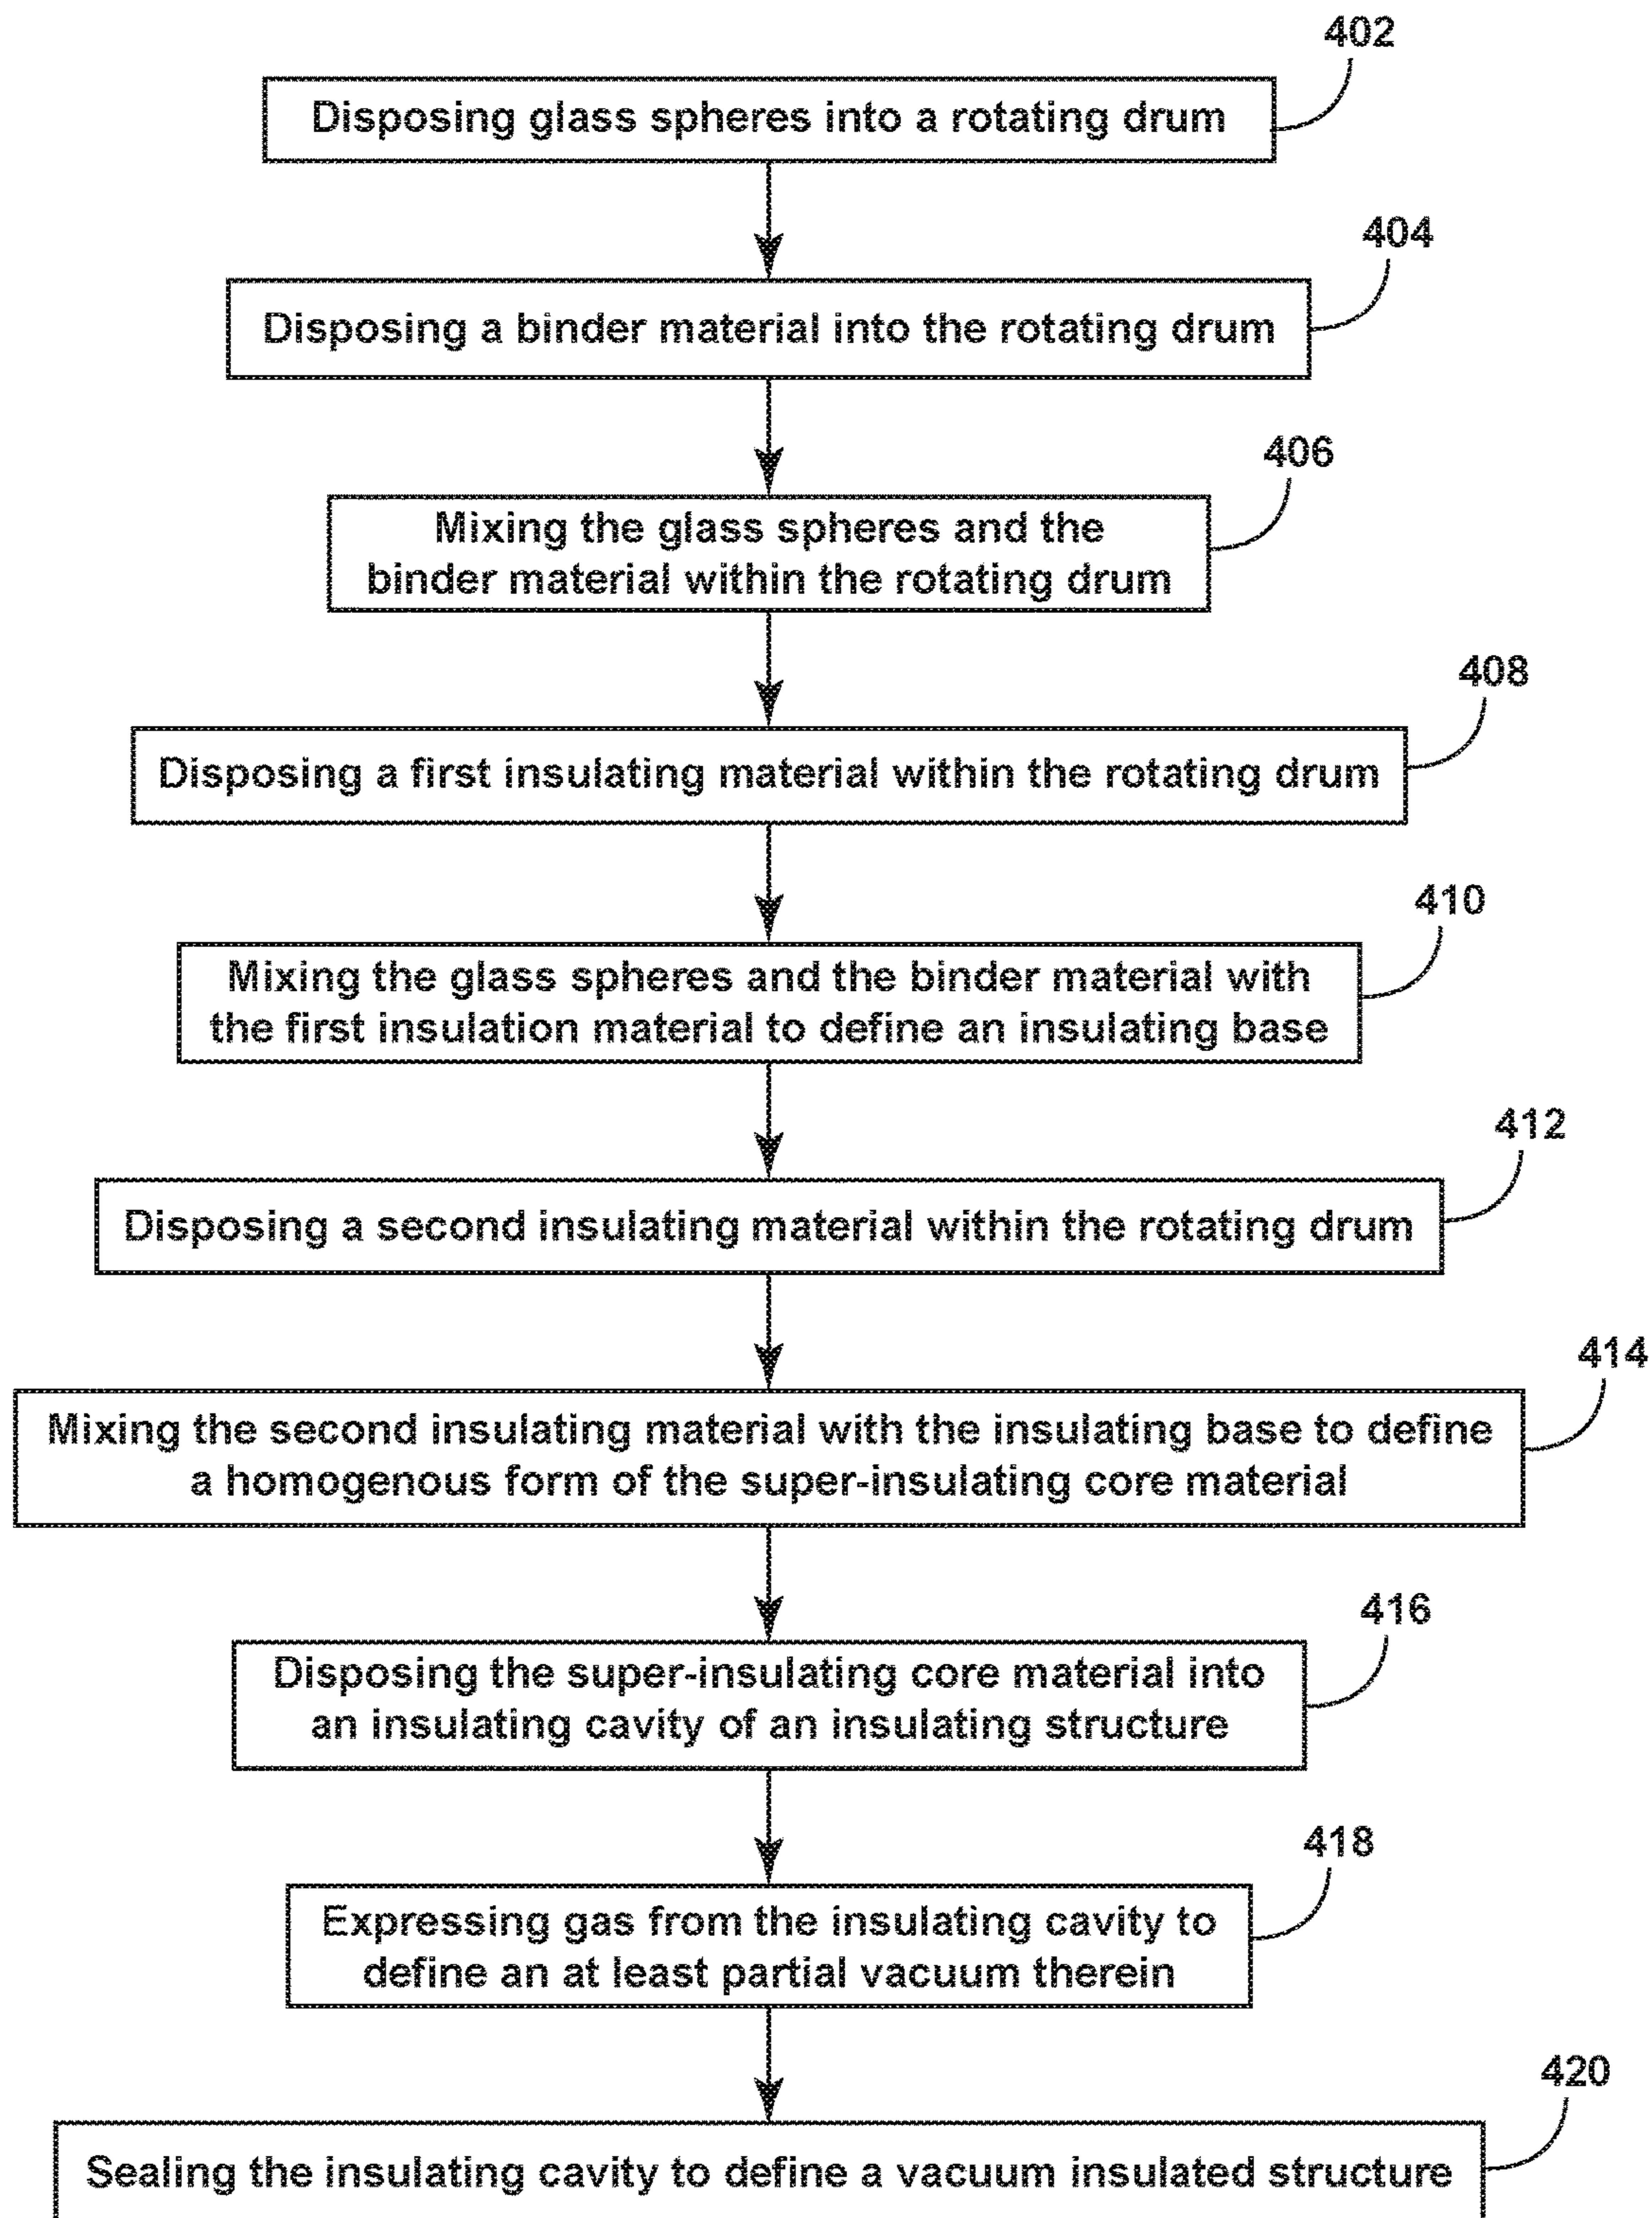 402
Disposing glass spheres into a rotating drum
404
Disposing a binder material into the rotating drum
406
Mixing the glass spheres and the
binder material within the rotating drum
408
Disposing a first insulating material within the rotating drum
410
Mixing the glass spheres and the binder material with
the first insulation material to define an insulating base
412
Disposing a second insulating material within the rotating drum
414
Mixing the second insulating material with the insulating base to define
a homogenous form of the super-insulating core material
416
Disposing the super-insulating core material into
an insulating cavity of an insulating structure
418
Expressing gas from the insulating cavity to
define an at least partial vacuum therein
420
Sealing the insulating cavity to define a vacuum insulated structure